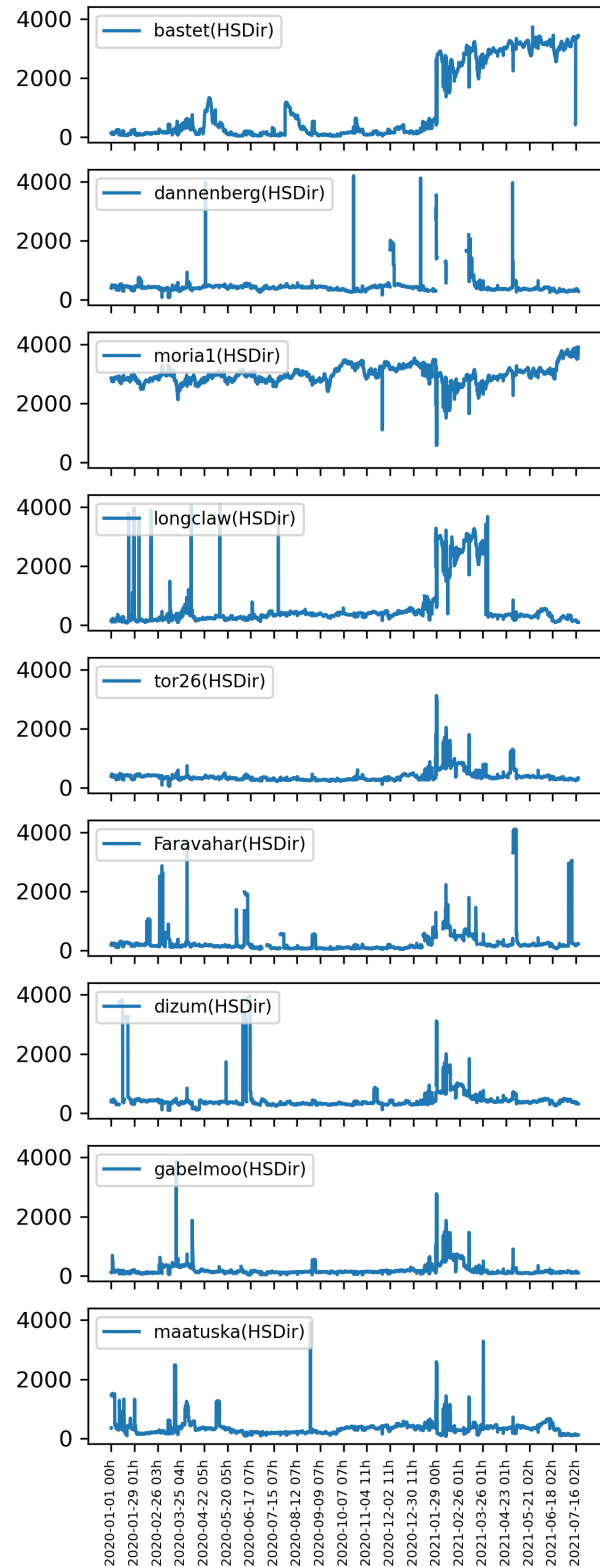 4000
2000
0
bastet(HSDir)
4000
2000
0
dannenberg(HSDir)
4000
2000
0
moria1(HSDir)
4000
2000
0
longclaw(HSDir)
4000
2000
0
tor26(HSDir)
4000
2000
0
Faravahar(HSDir)
4000
2000
0
dizum(HSDir)
4000
2000
0
gabelmoo(HSDir)
4000
2000
0
maatuska(HSDir)
2020-01-01 00h
2020-01-29 01h
2020-02-26 03h
2020-03-25 04h
2020-04-22 05h
2020-05-20 05h
2020-06-17 07h
2020-07-15 07h
2020-08-12 07h
2020-09-09 07h
2020-10-07 07h
2020-11-04 11h
2020-12-02 11h
2020-12-30 11h
2021-01-29 00h
2021-02-26 01h
2021-03-26 01h
2021-04-23 01h
2021-05-21 02h
2021-06-18 02h
2021-07-16 02h